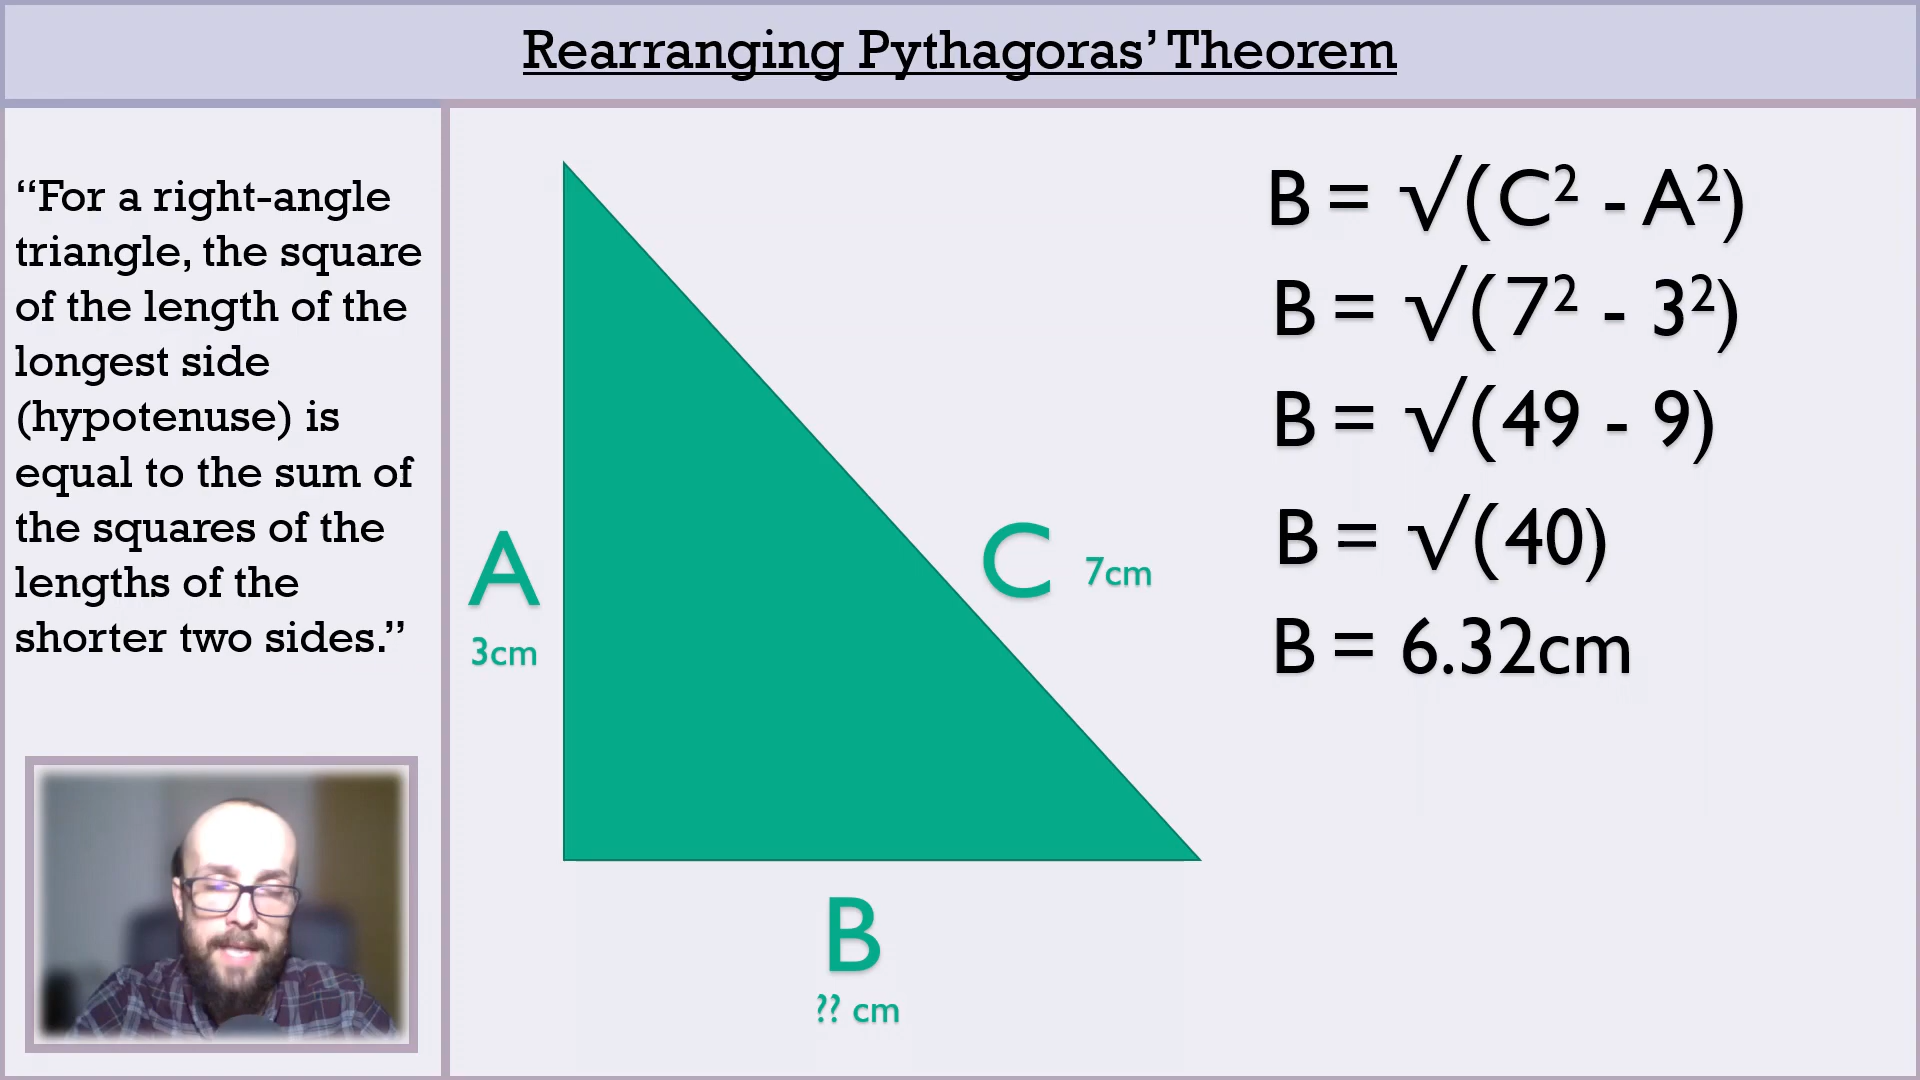 Rearranging Pythagoras’ Theorem
“For a right-angle
triangle, the square
of the length of the
longest side
(hypotenuse) is
equal to the sum of
the squares of the
lengths of the
shorter two sides.”
A
3cm
C 7cm
B
?? cm
B = √(C² - A²)
B = √(7² - 3²)
B = √(49 - 9)
B = √(40)
B = 6.32cm